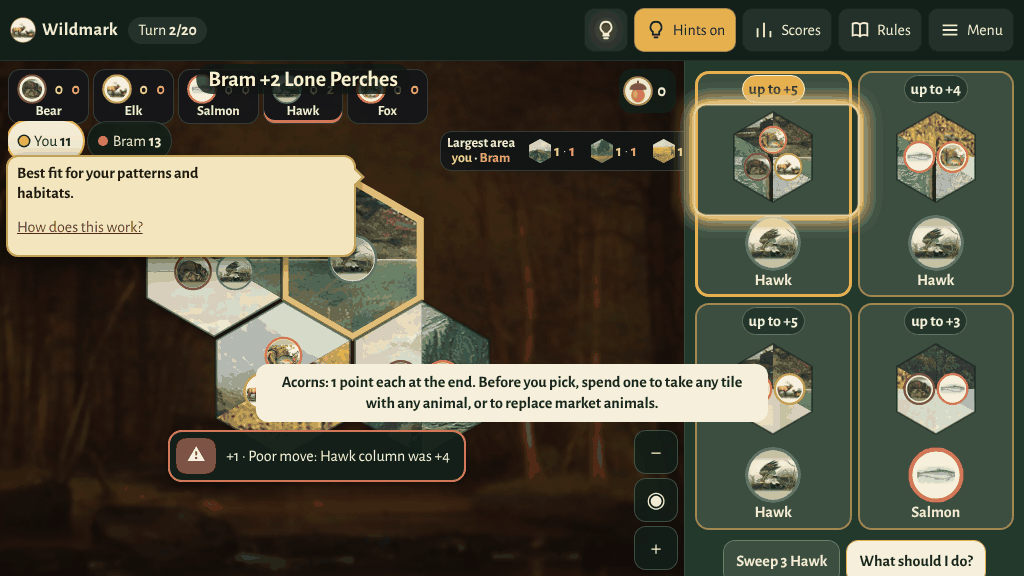 Wildmark
Turn 2/20
Hints on
Scores
Rules
Menu
Bram +2 Lone Perches
0 0
Bear
0 0
Elk
Salmon
Hawk
0
Fox
0
You 11
Bram 13
Largest area
you · Bram
1 · 1
1 · 1
1
Best fit for your patterns and
habitats.
How does this work?
up to +5
Hawk
up to +4
Hawk
up to +5
Hawk
up to +3
Salmon
Acorns: 1 point each at the end. Before you pick, spend one to take any tile
with any animal, or to replace market animals.
+1 · Poor move: Hawk column was +4
Sweep 3 Hawk
What should I do?